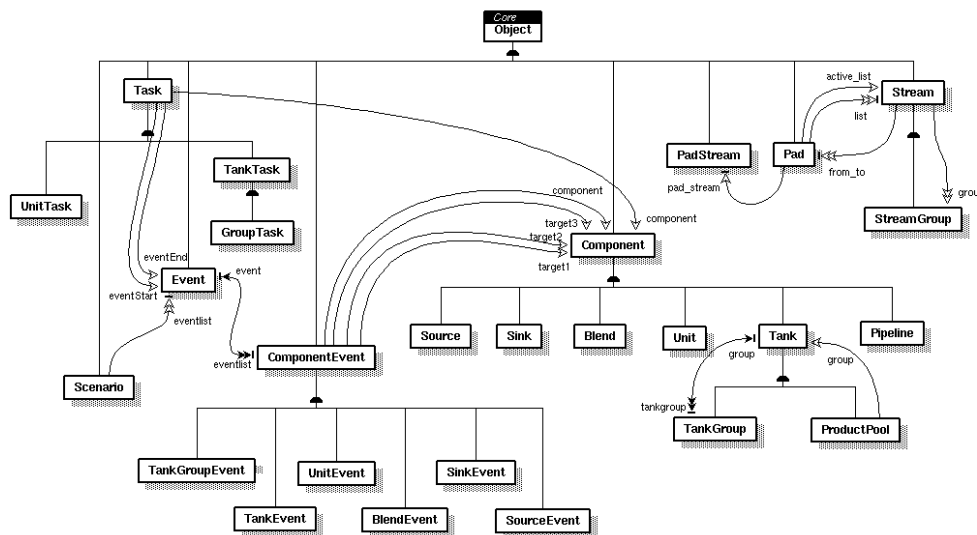 Core
Object
Task
active_list
Stream
list
PadStream
Pad
from_to
pad_stream
UnitTask
TankTask
GroupTask
component
component
grou
StreamGroup
target3
target2
target1
Component
eventEnd
Event
event
eventStart
eventlist
Source
Sink
Blend
Unit
Tank
Pipeline
ComponentEvent
eventlist
group
group
Scenario
tankgroup
TankGroup
ProductPool
TankGroupEvent
UnitEvent
SinkEvent
TankEvent
BlendEvent
SourceEvent